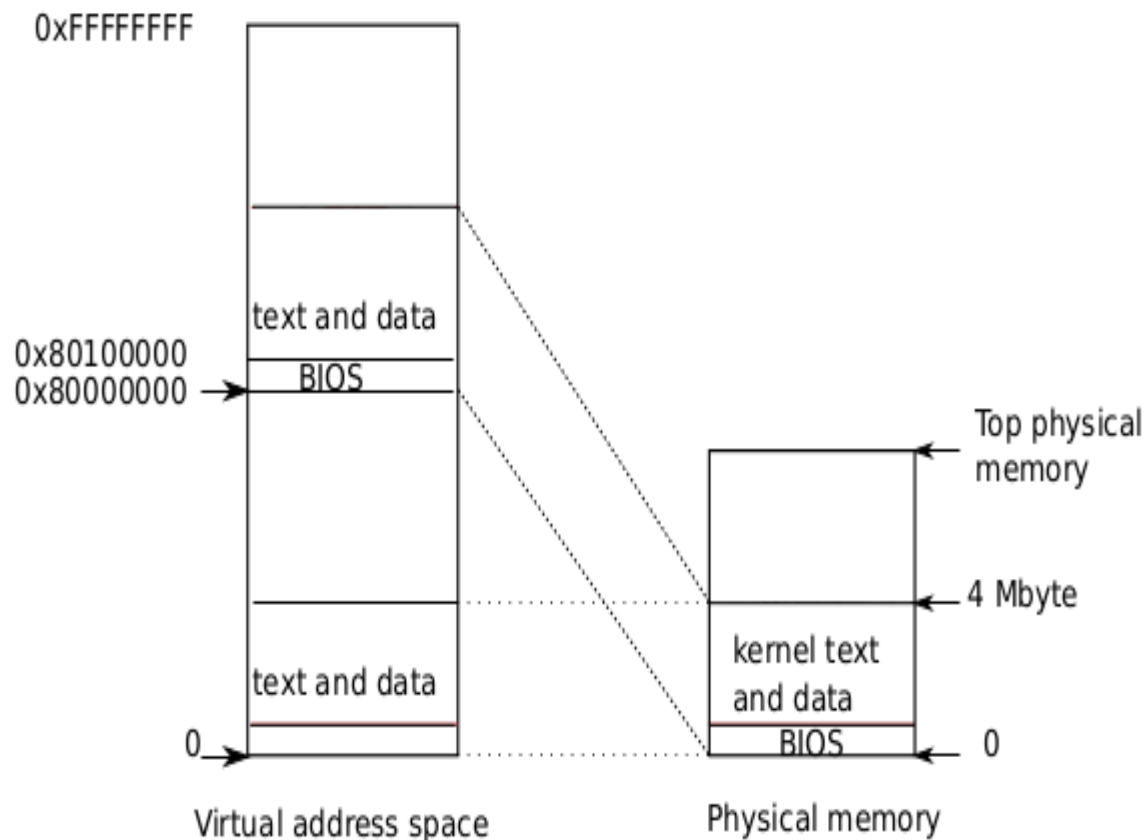 0xFFFFFFFF
text and data
0x80100000
BIOS
0x80000000
text and data
0
Virtual address space
Top physical
memory
4 Mbyte
kernel text
and data
BIOS
0
Physical memory